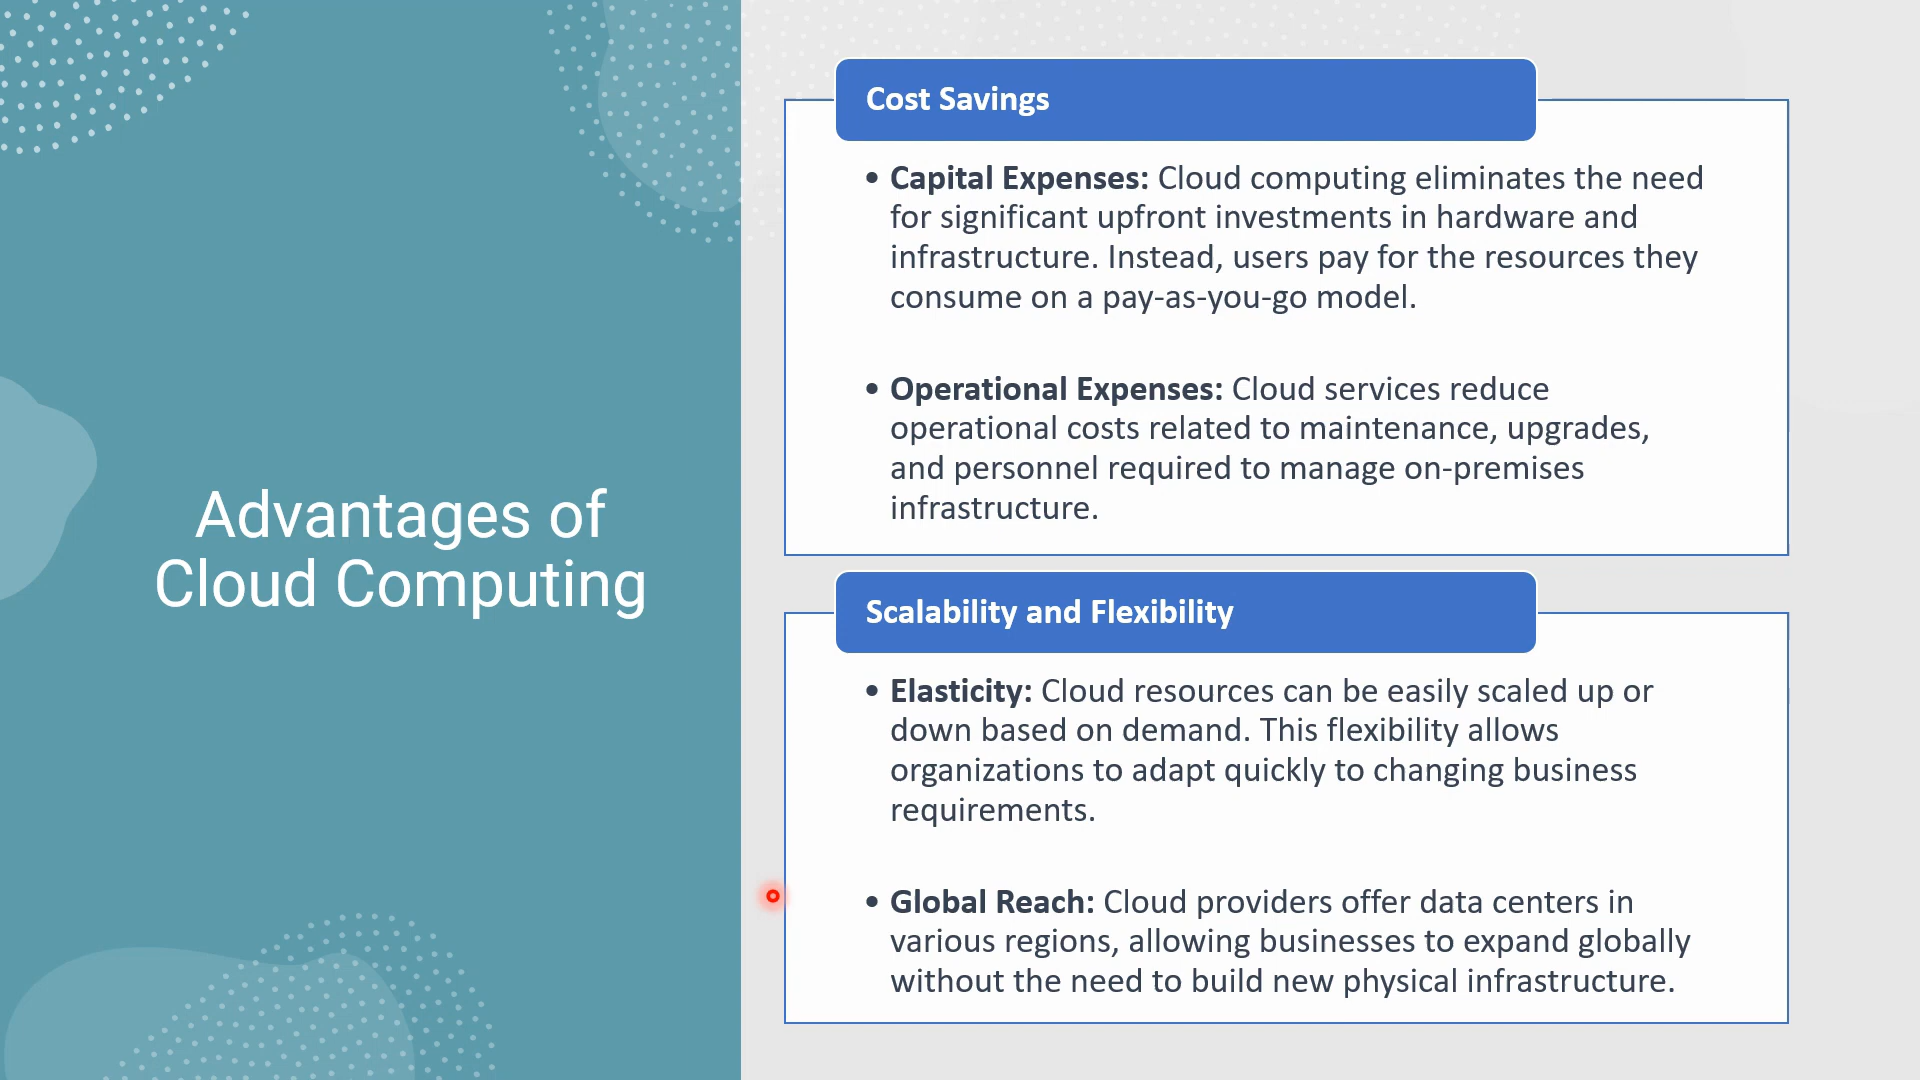 Advantages of
Cloud Computing
Cost Savings
• Capital Expenses: Cloud computing eliminates the need
for significant upfront investments in hardware and
infrastructure. Instead, users pay for the resources they
consume on a pay-as-you-go model.
• Operational Expenses: Cloud services reduce
operational costs related to maintenance, upgrades,
and personnel required to manage on-premises
infrastructure.
Scalability and Flexibility
• Elasticity: Cloud resources can be easily scaled up or
down based on demand. This flexibility allows
organizations to adapt quickly to changing business
requirements.
• Global Reach: Cloud providers offer data centers in
various regions, allowing businesses to expand globally
without the need to build new physical infrastructure.